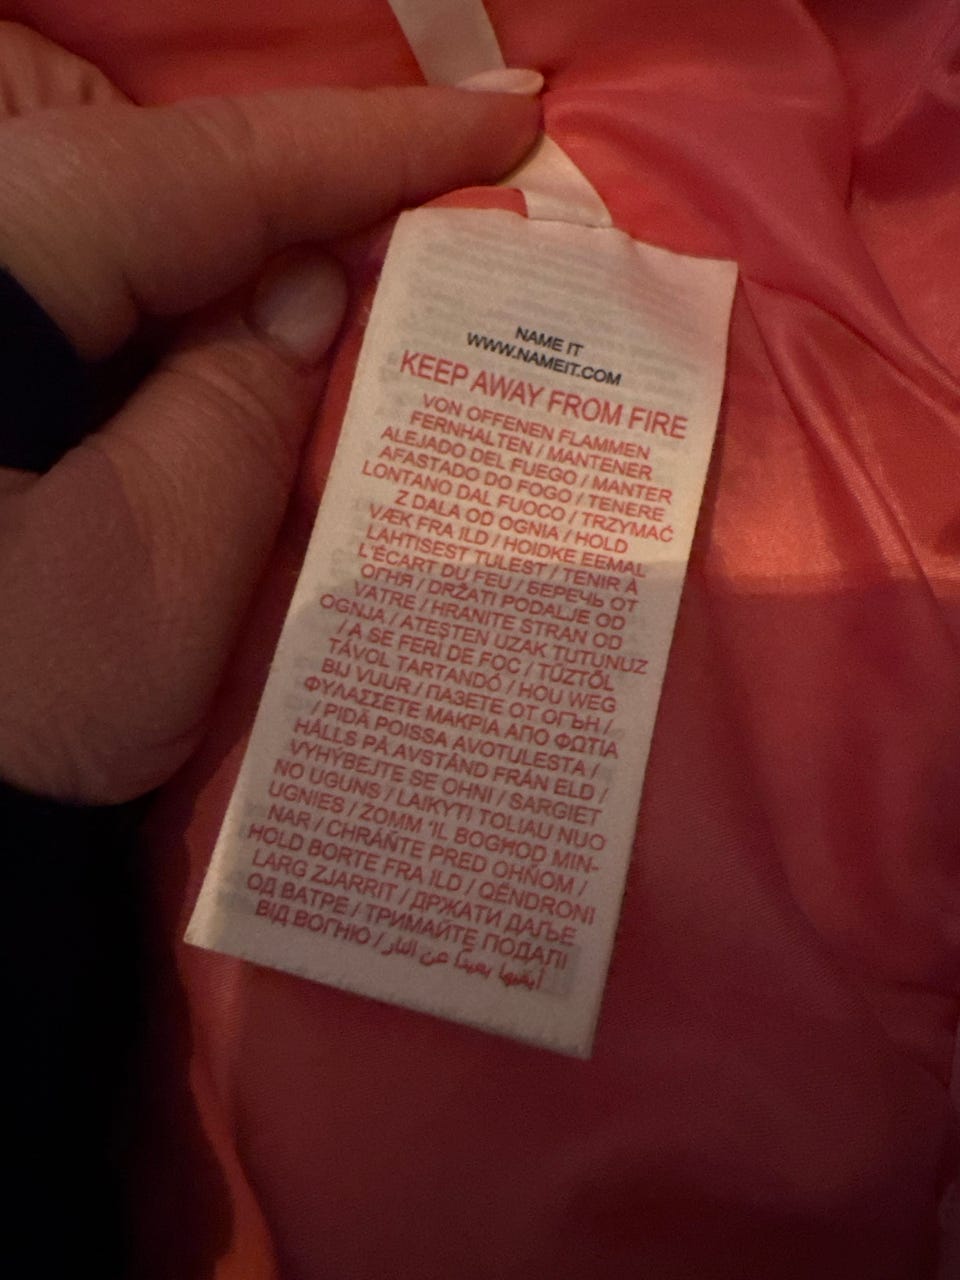 NAME IT
WWW.NAMEIT.COM
KEEP AWAY FROM FIRE
VON OFFENEN FLAMMEN
FERNHALTEN / MANTENER
ALEJADO DEL FUEGO / MANTER
AFASTADO DO FOGO / TENERE
LONTANO DAL FUOCO / TRZYMAĆ
Z DALA OD OGNIA / HOLD
VÆK FRA ILD / HOIDKE EEMAL
LAHTISEST TULEST / TENIR À
L'ÉCART DU FEU / БЕРЕЧЬ ОТ
ОГНЯ / DRŽATI PODALJE OD
VATRE / HRANITE STRAN OD
OGNJA / ATEŞTEN UZAK TUTUNUZ
/ A SE FERI DE FOC / TŰZTŐL
TÁVOL TARTANDÓ / HOU WEG
BIJ VUUR / ПАЗЕТЕ ОТ ОГЪН /
ΦΥΛΑΣΣΕΤΕ ΜΑΚΡΙΑ ΑΠΟ ΦΩΤΙΑ
/ PIDÄ POISSA AVOTULESTA /
HÅLLS PÅ AVSTÅND FRÅN ELD /
VYHÝBEJTE SE OHNI / SARGIET
NO UGUNS / LAIKYTI TOLIAU NUO
UGNIES / ŻOMM 'IL BOGĦOD MIN-
NAR / CHRÁŇTE PRED OHŇOM /
HOLD BORTE FRA ILD / QËNDRONI
LARG ZJARRIT / ДРЖАТИ ДАЉЕ
ОД ВАТРЕ / ТРИМАЙТЕ ПОДАЛІ
ВІД ВОГНЮ / أبقيها بعيدًا عن النار